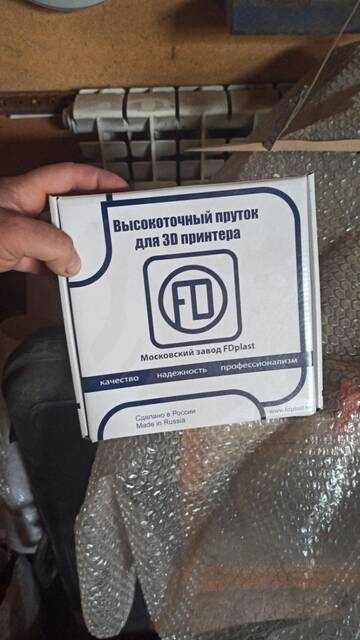 Высокоточный пруток
для 3D принтера
FD
Московский завод FDplast
качество надежность профессионализм
Сделано в России
Made in Russia